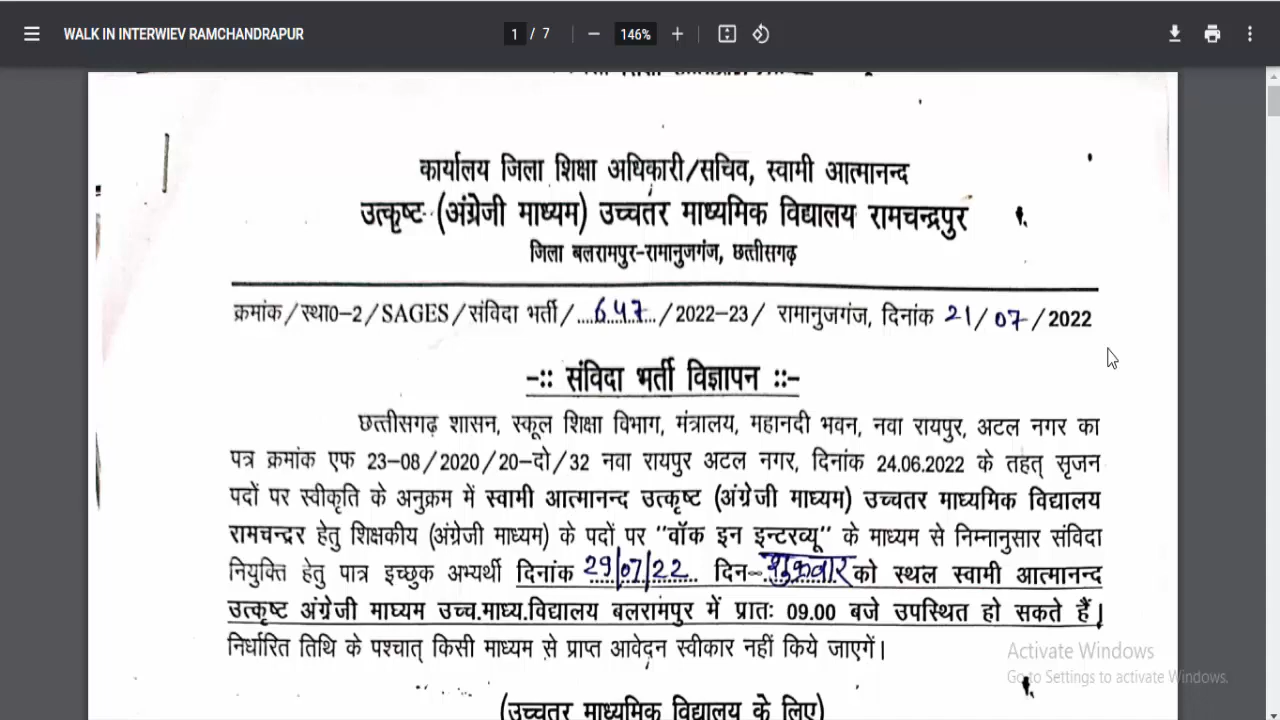 WALK IN INTERWIEV RAMCHANDRAPUR
1 / 7
146%
कार्यालय जिला शिक्षा अधिकारी/सचिव, स्वामी आत्मानन्द
उत्कृष्ट (अंग्रेजी माध्यम) उच्चतर माध्यमिक विद्यालय रामचन्द्रपुर
जिला बलरामपुर-रामानुजगंज, छत्तीसगढ़
क्रमांक/स्था0-2/SAGES/संविदा भर्ती/....647..../2022-23/ रामानुजगंज, दिनांक 21/07/2022
-:: संविदा भर्ती विज्ञापन ::-
छत्तीसगढ़ शासन, स्कूल शिक्षा विभाग, मंत्रालय, महानदी भवन, नवा रायपुर, अटल नगर का
पत्र क्रमांक एफ 23-08/2020/20-दो/32 नवा रायपुर अटल नगर, दिनांक 24.06.2022 के तहत् सृजन
पदों पर स्वीकृति के अनुक्रम में स्वामी आत्मानन्द उत्कृष्ट (अंग्रेजी माध्यम) उच्चतर माध्यमिक विद्यालय
रामचन्दर हेतु शिक्षकीय (अंग्रेजी माध्यम) के पदों पर "वॉक इन इन्टरव्यू" के माध्यम से निम्नानुसार संविदा
नियुक्ति हेतु पात्र इच्छुक अभ्यर्थी दिनांक 29/07/22 दिन-शुक्रवार को स्थल स्वामी आत्मानन्द
उत्कृष्ट अंग्रेजी माध्यम उच्च.माध्य.विद्यालय बलरामपुर में प्रातः 09.00 बजे उपस्थित हो सकते हैं।
निर्धारित तिथि के पश्चात् किसी माध्यम से प्राप्त आवेदन स्वीकार नहीं किये जाएगें।
Activate Windows
Go to Settings to activate Windows.
(उच्चतर माध्यमिक विद्यालय के लिए)